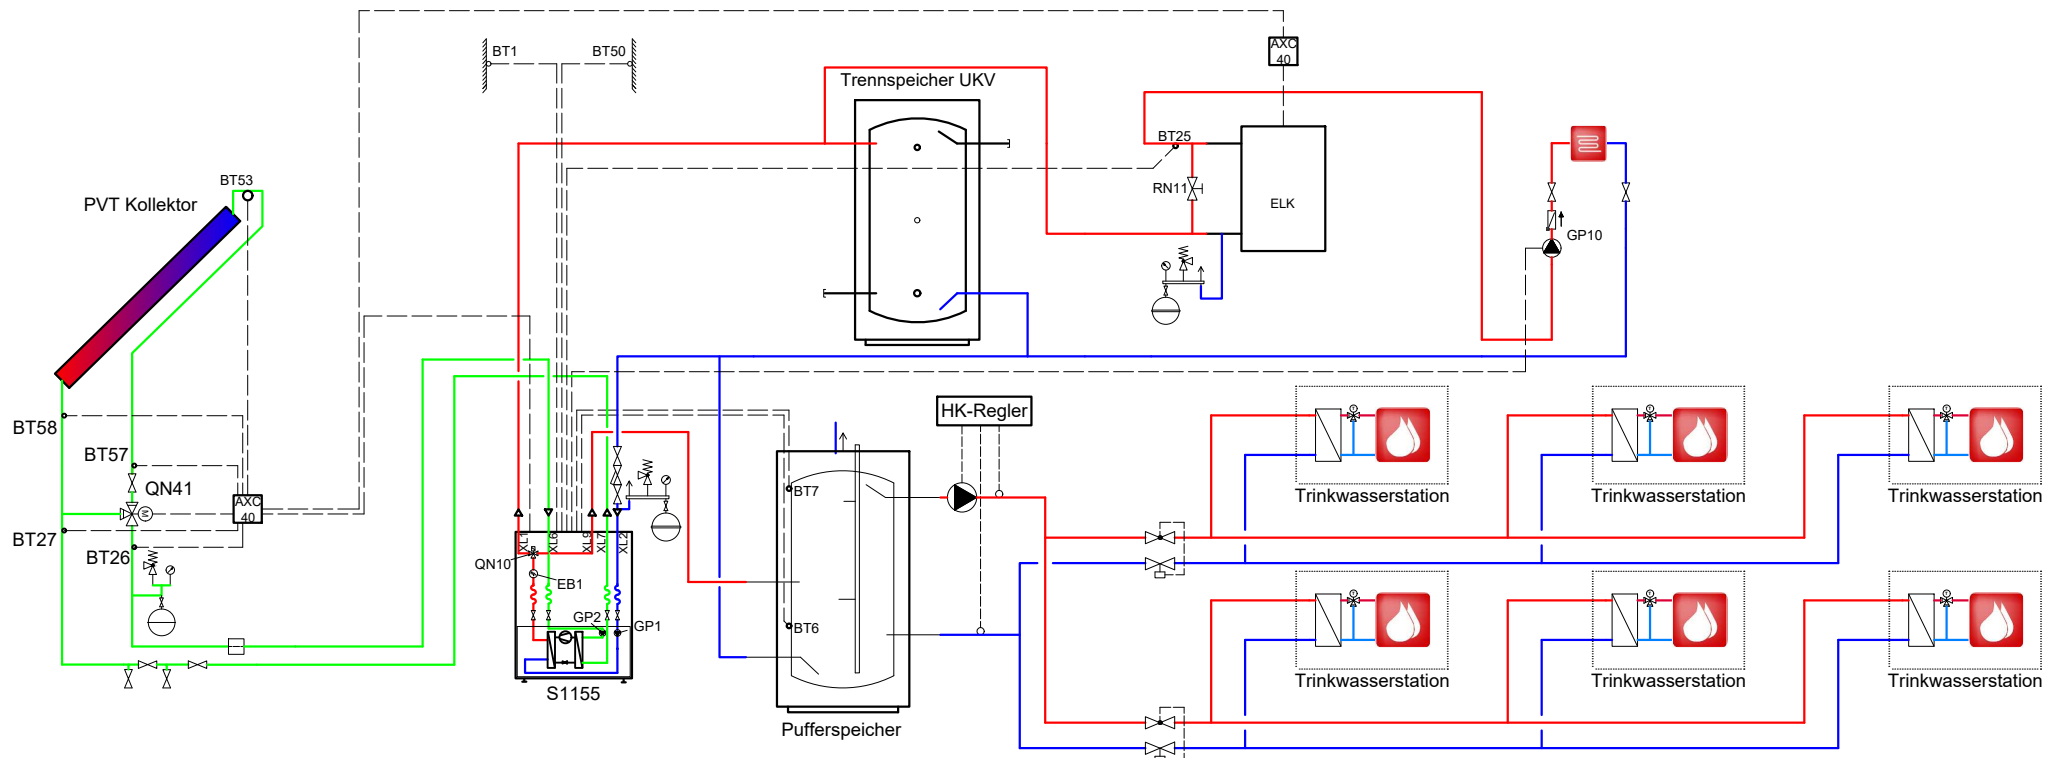 AXC
40
BT1
BT50
Trennspeicher UKV
BT25
RN11
ELK
GP10
BT53
PVT Kollektor
BT58
BT57
QN41
M
AXC
40
BT27
BT26
XL1
XL6
XL9
XL7
XL2
QN10
EB1
GP2
GP1
S1155
BT7
BT6
Pufferspeicher
HK-Regler
Trinkwasserstation
Trinkwasserstation
Trinkwasserstation
Trinkwasserstation
Trinkwasserstation
Trinkwasserstation